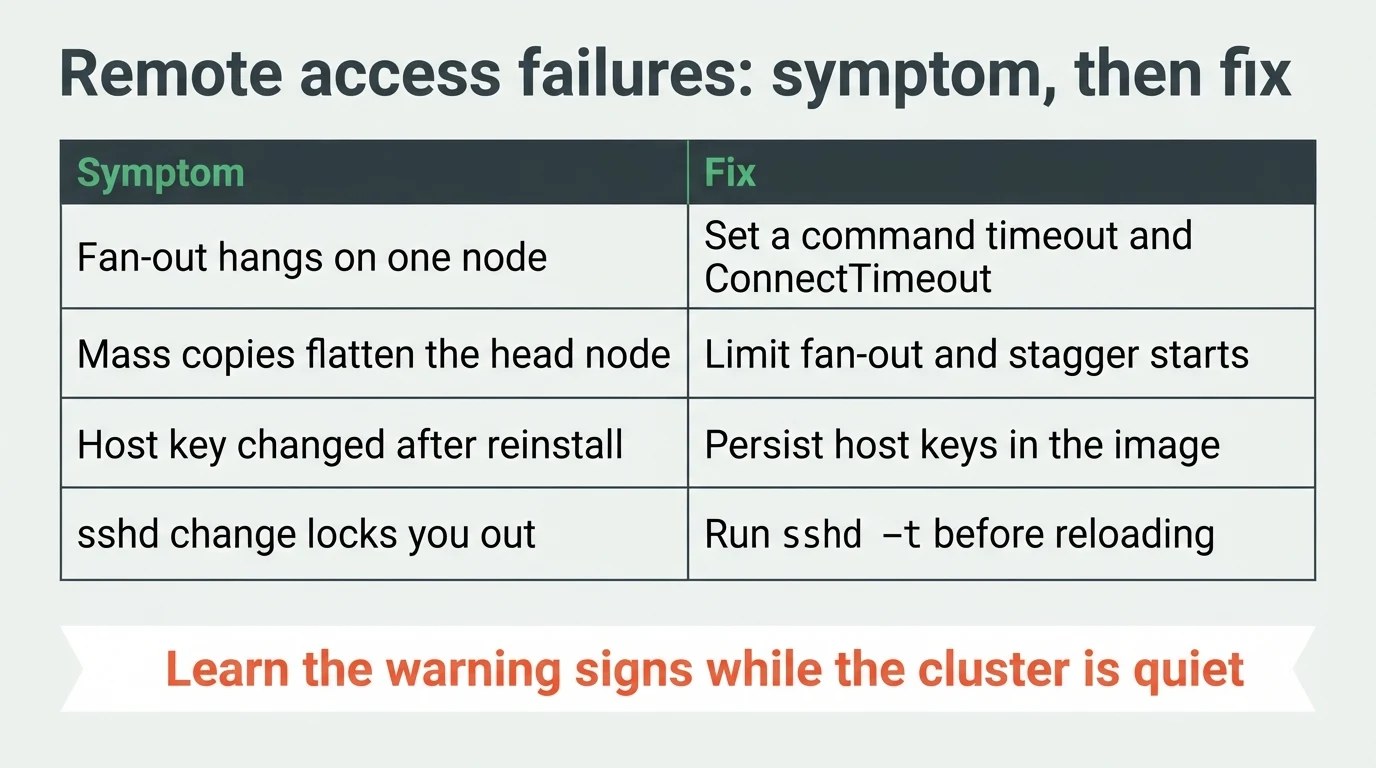 Remote access failures: symptom, then fix
Symptom
Fix
Fan-out hangs on one node
Set a command timeout and
ConnectTimeout
Mass copies flatten the head node
Limit fan-out and stagger starts
Host key changed after reinstall
Persist host keys in the image
sshd change locks you out
Run sshd -t before reloading
Learn the warning signs while the cluster is quiet